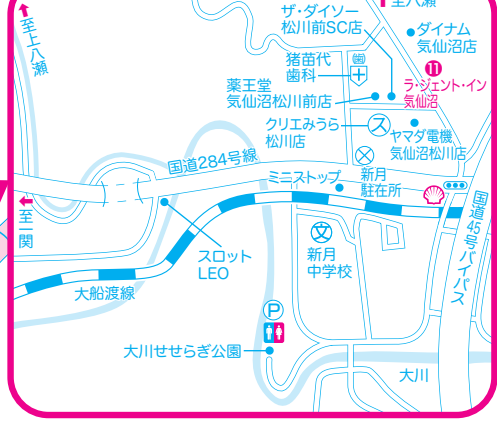 至八瀬
ザ・ダイソー
松川前SC店
至上八瀬
ダイナム
気仙沼店
猪苗代
歯科
歯
⑪
ラ・ジェント・イン
気仙沼
薬王堂
気仙沼松川前店
クリエみうら
松川店
ス
ヤマダ電機
気仙沼松川店
国道284号線
ミニストップ
新月
駐在所
至一関
国道45号バイパス
スロット
LEO
文
新月
中学校
大船渡線
P
大川せせらぎ公園
大川